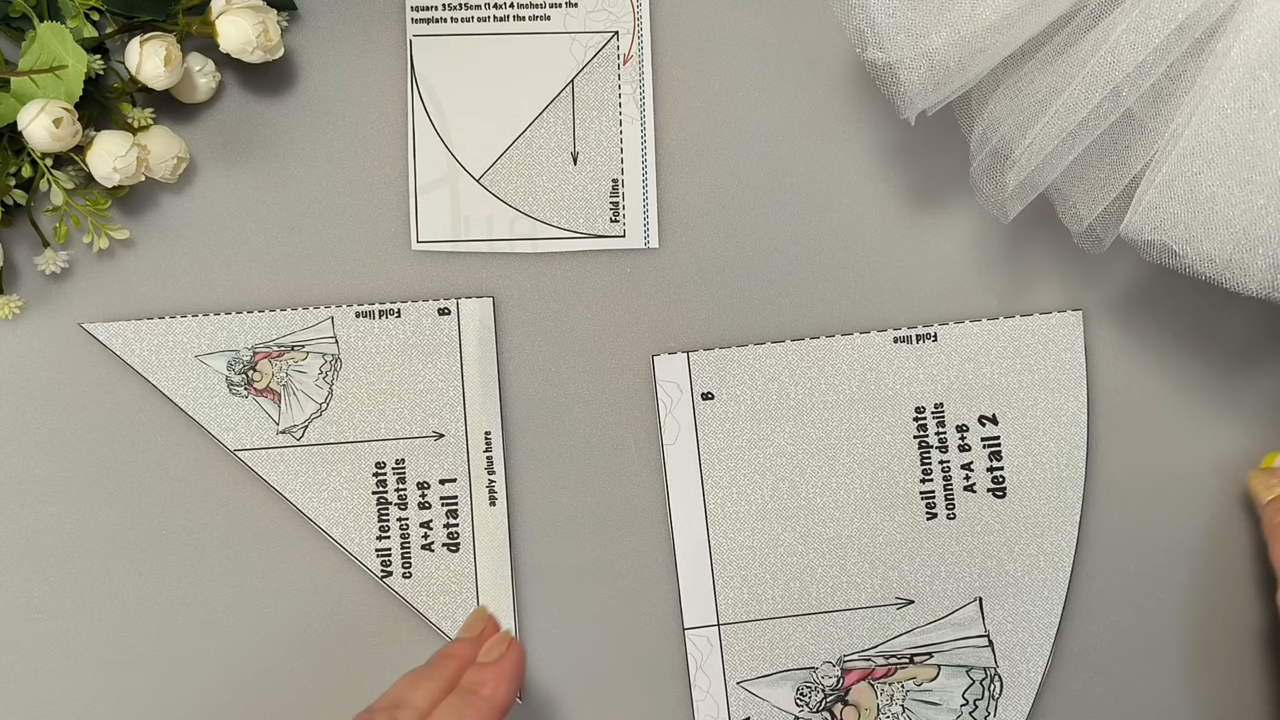 square 35x35cm (14x14 inches) use the
template to cut out half the circle
Fold line
Fold line
B
veil template
connect details
A+A B+B
detail 1
apply glue here
Fold line
B
veil template
connect details
A+A B+B
detail 2